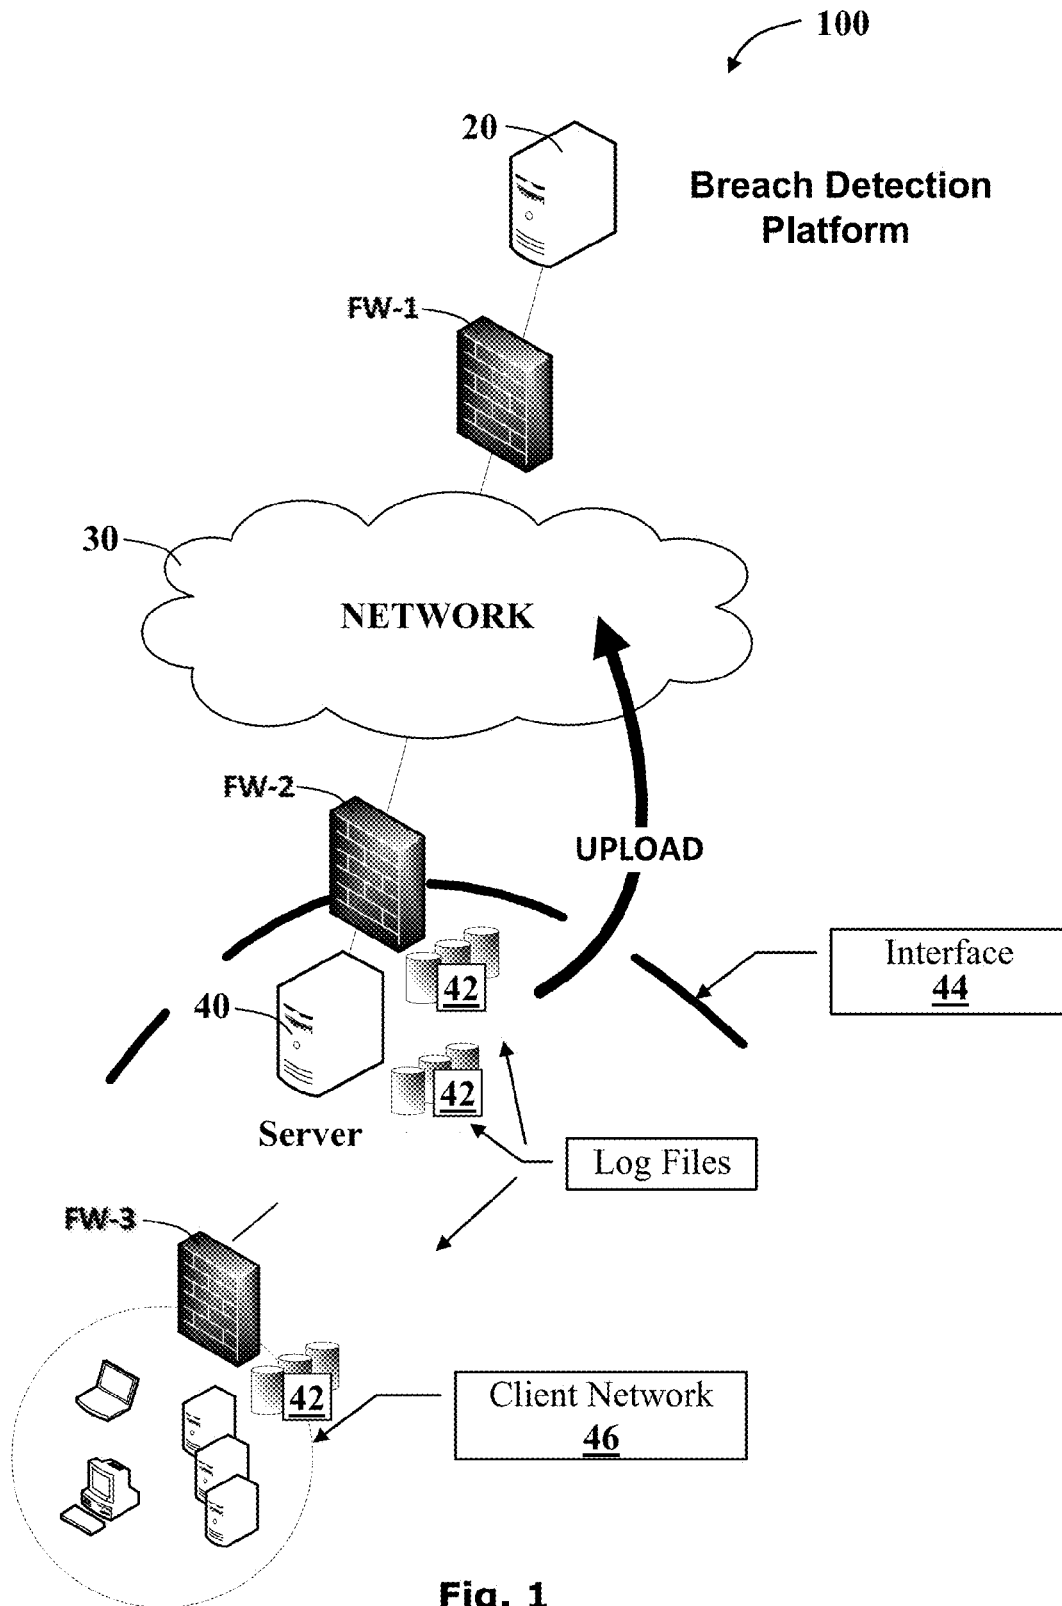 100
20
Breach Detection
Platform
FW-1
30
NETWORK
FW-2
UPLOAD
Interface
44
42
40
42
Server
Log Files
FW-3
Client Network
46
42
Fig. 1